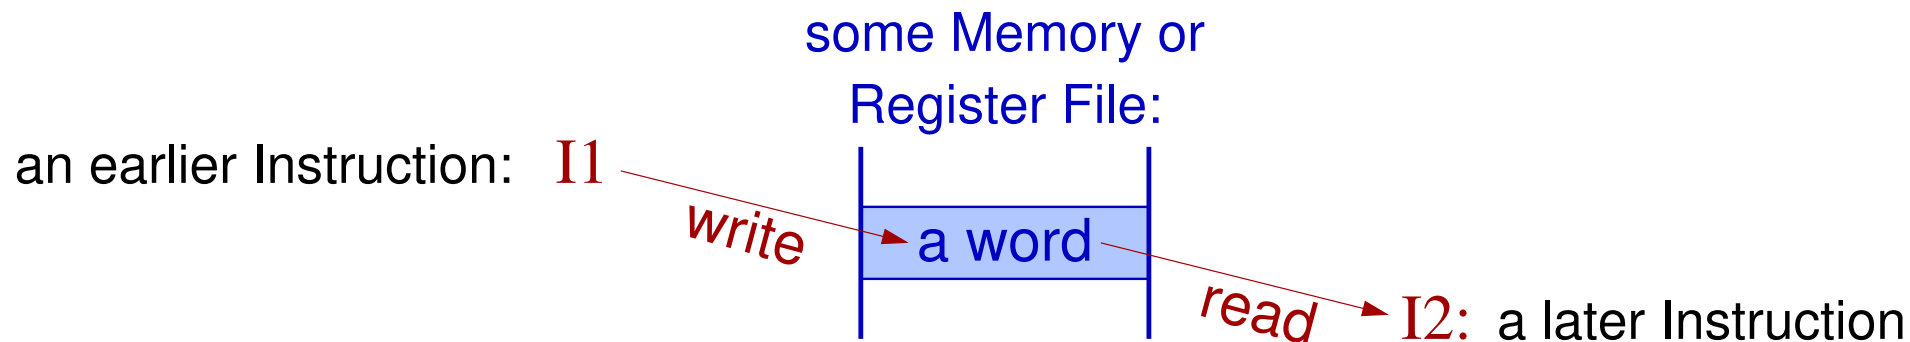 some Memory or
Register File:
an earlier Instruction: I1
write
a word
read
I2: a later Instruction